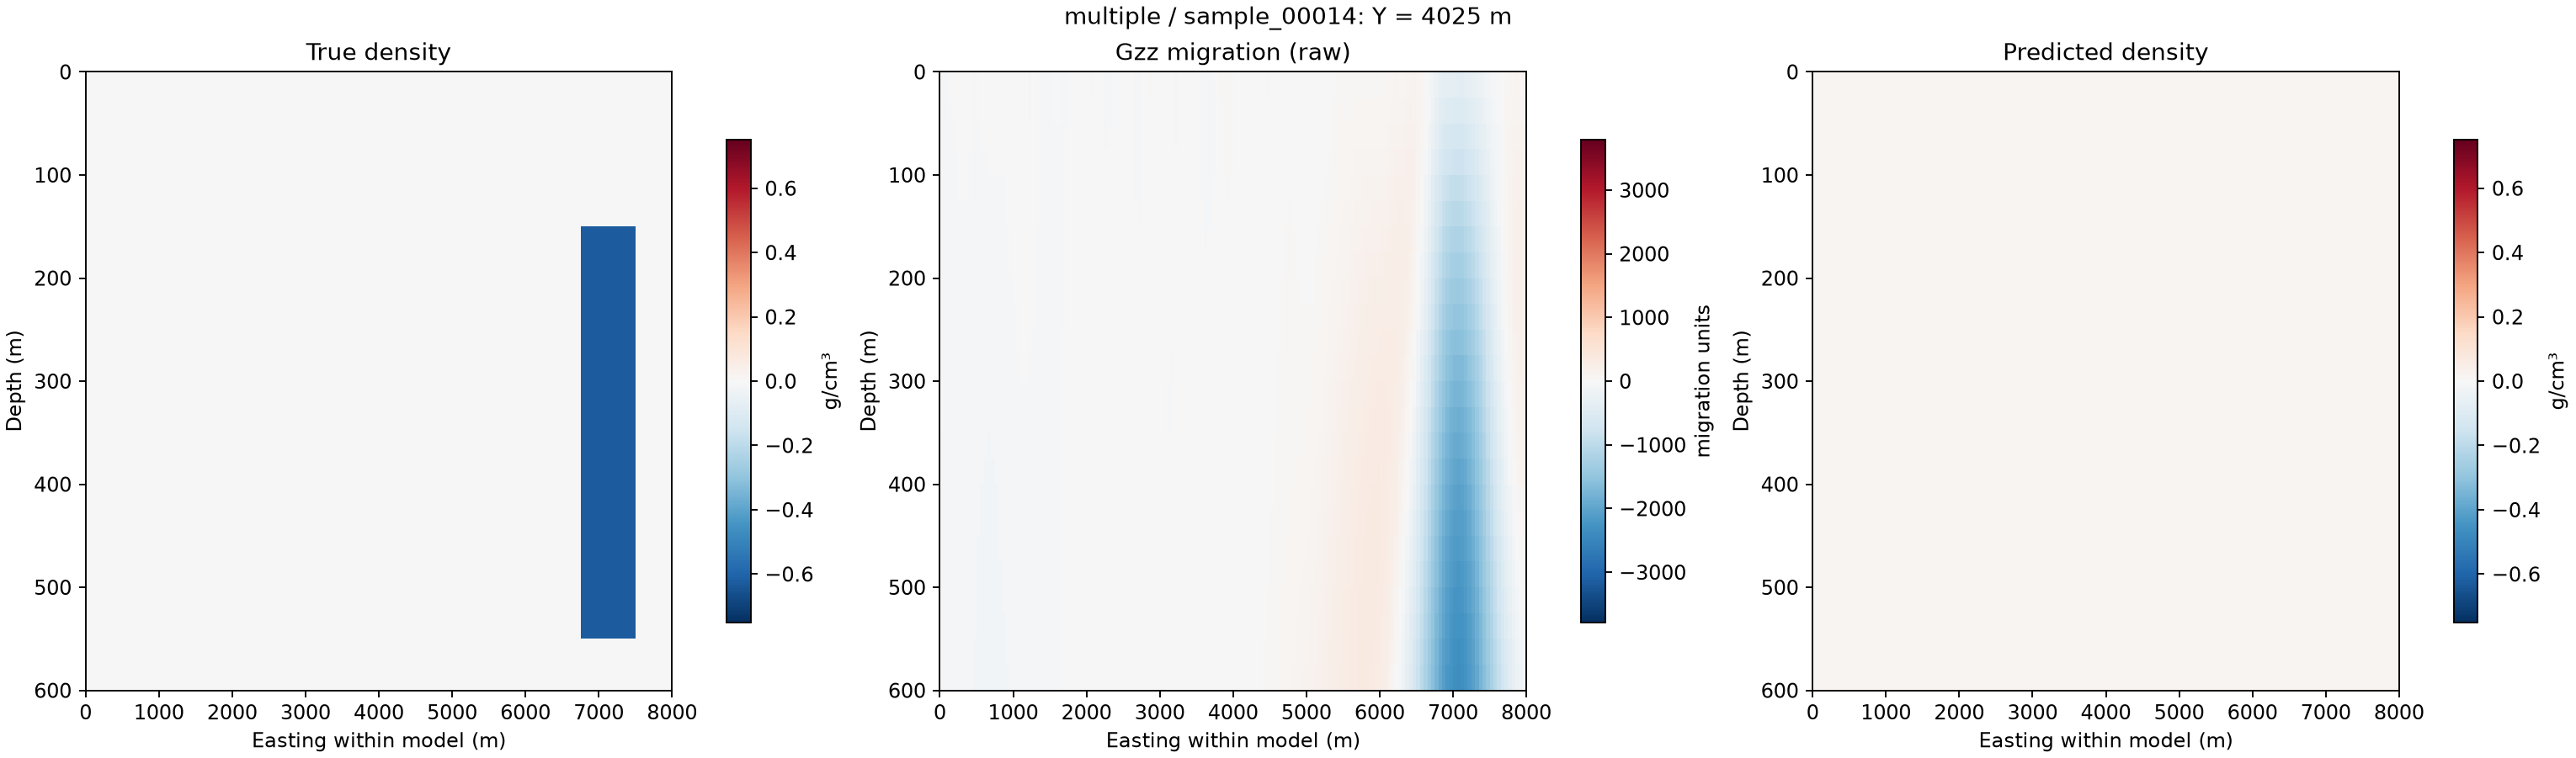 multiple / sample_00014: Y = 4025 m
True density
0
100
200
300
400
500
600
Depth (m)
0 1000 2000 3000 4000 5000 6000 7000 8000
Easting within model (m)
0.6
0.4
0.2
0.0
−0.2
−0.4
−0.6
g/cm³
Gzz migration (raw)
0
100
200
300
400
500
600
Depth (m)
0 1000 2000 3000 4000 5000 6000 7000 8000
Easting within model (m)
3000
2000
1000
0
−1000
−2000
−3000
migration units
Predicted density
0
100
200
300
400
500
600
Depth (m)
0 1000 2000 3000 4000 5000 6000 7000 8000
Easting within model (m)
0.6
0.4
0.2
0.0
−0.2
−0.4
−0.6
g/cm³